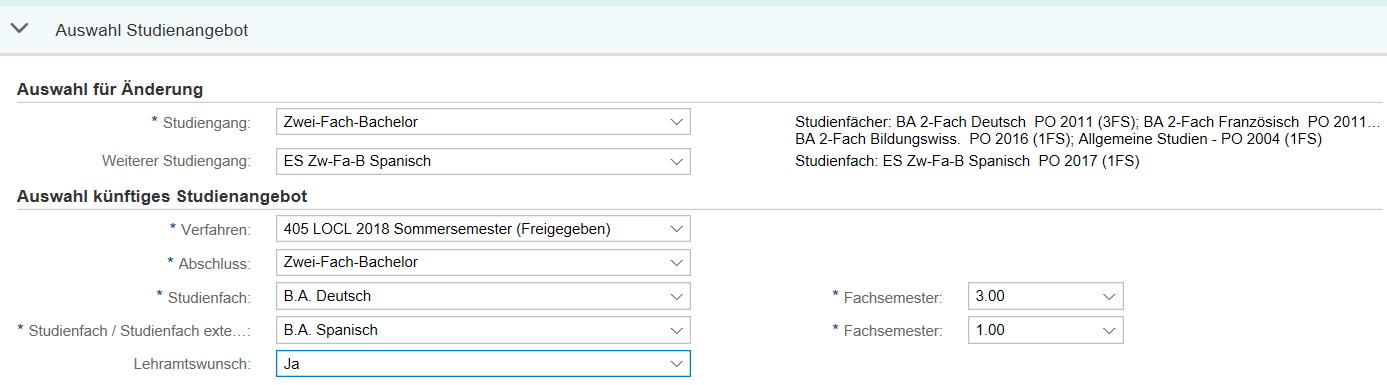 Auswahl Studienangebot
Auswahl für Änderung
* Studiengang: Zwei-Fach-Bachelor Studienfächer: BA 2-Fach Deutsch PO 2011 (3FS); BA 2-Fach Französisch PO 2011...
BA 2-Fach Bildungswiss. PO 2016 (1FS); Allgemeine Studien - PO 2004 (1FS)
Weiterer Studiengang: ES Zw-Fa-B Spanisch Studienfach: ES Zw-Fa-B Spanisch PO 2017 (1FS)
Auswahl künftiges Studienangebot
* Verfahren: 405 LOCL 2018 Sommersemester (Freigegeben)
* Abschluss: Zwei-Fach-Bachelor
* Studienfach: B.A. Deutsch * Fachsemester: 3.00
* Studienfach / Studienfach exte...: B.A. Spanisch * Fachsemester: 1.00
Lehramtswunsch: Ja